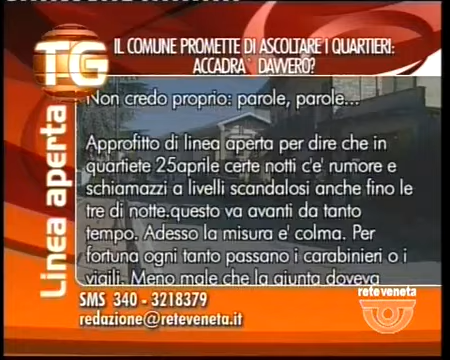 TG
IL COMUNE PROMETTE DI ASCOLTARE I QUARTIERI:
ACCADRA` DAVVERO?
Linea aperta
Non credo proprio: parole, parole...
Approfitto di linea aperta per dire che in
quartiete 25aprile certe notti c'e' rumore e
schiamazzi a livelli scandalosi anche fino le
tre di notte.questo va avanti da tanto
tempo. Adesso la misura e' colma. Per
fortuna ogni tanto passano i carabinieri o i
vigili. Meno male che la giunta doveva
SMS 340 - 3218379
redazione@reteveneta.it
reteveneta